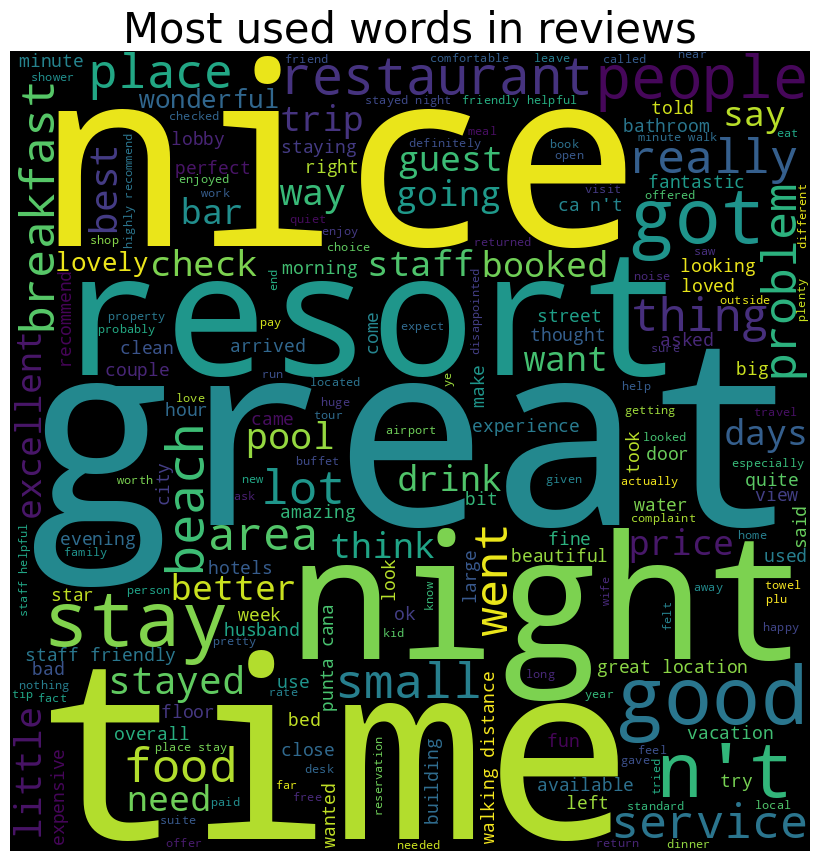 Most used words in reviews
minute
shower
place
friend
comfortable
leave
called
near
restaurant
people
wonderful
checked
stayed night
friendly helpful
told
say
trip
definitely
meal
book
open
bathroom
minute walk
eat
nice
breakfast
best
highly recommend
lobby
perfect
enjoyed
work
staying
right
guest
really
fantastic
way
going
ca n't
visit
offered
got
problem
different
plenty
bar
quiet
enjoy
choice
returned
saw
shop
lovely
check
end
morning
staff
booked
noise
looking
loved
outside
recommend
resort
property
probably
pay
come
expect
disappointed
street
thought
thing
asked
sure
clean
arrived
couple
run
located
make
ye
want
help
big
excellent
great
hour
love
huge
tour
came
pool
airport
experience
getting
took
looked
door
travel
days
especially
beach
city
worth
new
ask
buffet
lot
drink
bit
given
actually
quite
view
water
complaint
said
amazing
evening
family
area
think
fine
beautiful
price
home
used
staff helpful
person
hotels
better
look
know
large
went
night
wife
felt
away
towel
plu
star
stay
week
ok
husband
kid
punta cana
happy
pretty
staff friendly
bad
nothing
tip
fact
stayed
use
rate
small
long
great location
year
time
little
floor
bed
walking distance
good
overall
place stay
close
desk
building
fun
vacation
feel
gave
expensive
food
far
free
wanted
reservation
available
tried
n't
try
need
paid
suite
left
standard
local
service
offer
needed
return
dinner